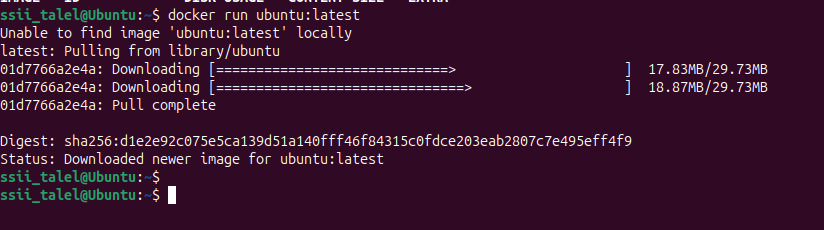 ssii_talel@Ubuntu:~$ docker run ubuntu:latest
Unable to find image 'ubuntu:latest' locally
latest: Pulling from library/ubuntu
01d7766a2e4a: Downloading [=============================>                     ]  17.83MB/29.73MB
01d7766a2e4a: Downloading [===============================>                   ]  18.87MB/29.73MB
01d7766a2e4a: Pull complete
Digest: sha256:d1e2e92c075e5ca139d51a140fff46f84315c0fdce203eab2807c7e495eff4f9
Status: Downloaded newer image for ubuntu:latest
ssii_talel@Ubuntu:~$
ssii_talel@Ubuntu:~$